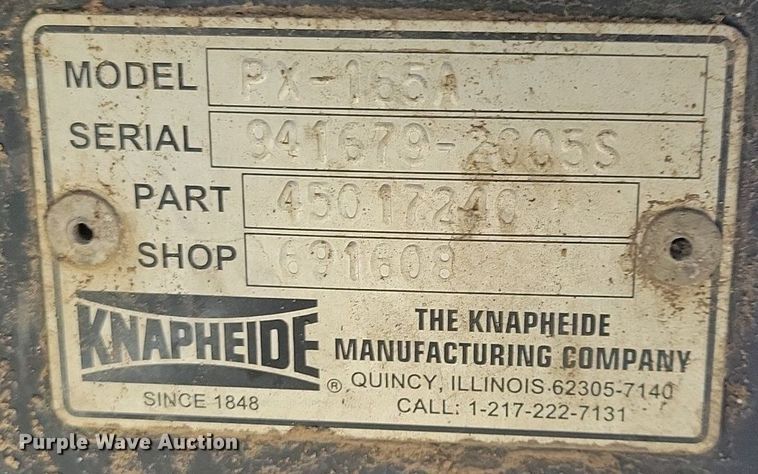 MODEL PX-165A
SERIAL 941679-2005S
PART 45017240
SHOP 691608
KNAPHEIDE
SINCE 1848
THE KNAPHEIDE
MANUFACTURING COMPANY
® QUINCY, ILLINOIS 62305-7140
CALL: 1-217-222-7131
Purple Wave Auction